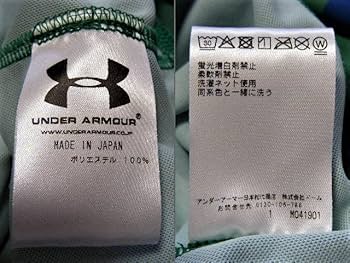 UNDER ARMOUR®
WWW.UNDERARMOUR.CO.JP
MADE IN JAPAN
ポリエステル 100%
蛍光増白剤禁止
柔軟剤禁止
洗濯ネット使用
同系色と一緒に洗う
アンダーアーマー日本総代理店 株式会社ドーム
お問合せ先 0120-106-786
1 M041901